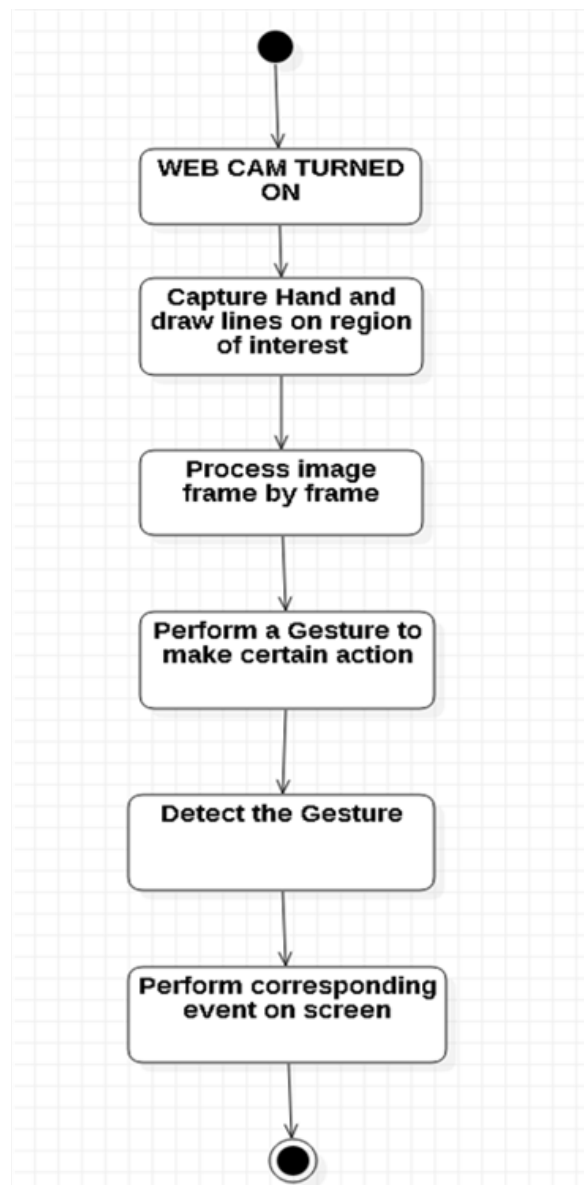 WEB CAM TURNED
ON
Capture Hand and
draw lines on region
of interest
Process image
frame by frame
Perform a Gesture to
make certain action
Detect the Gesture
Perform corresponding
event on screen